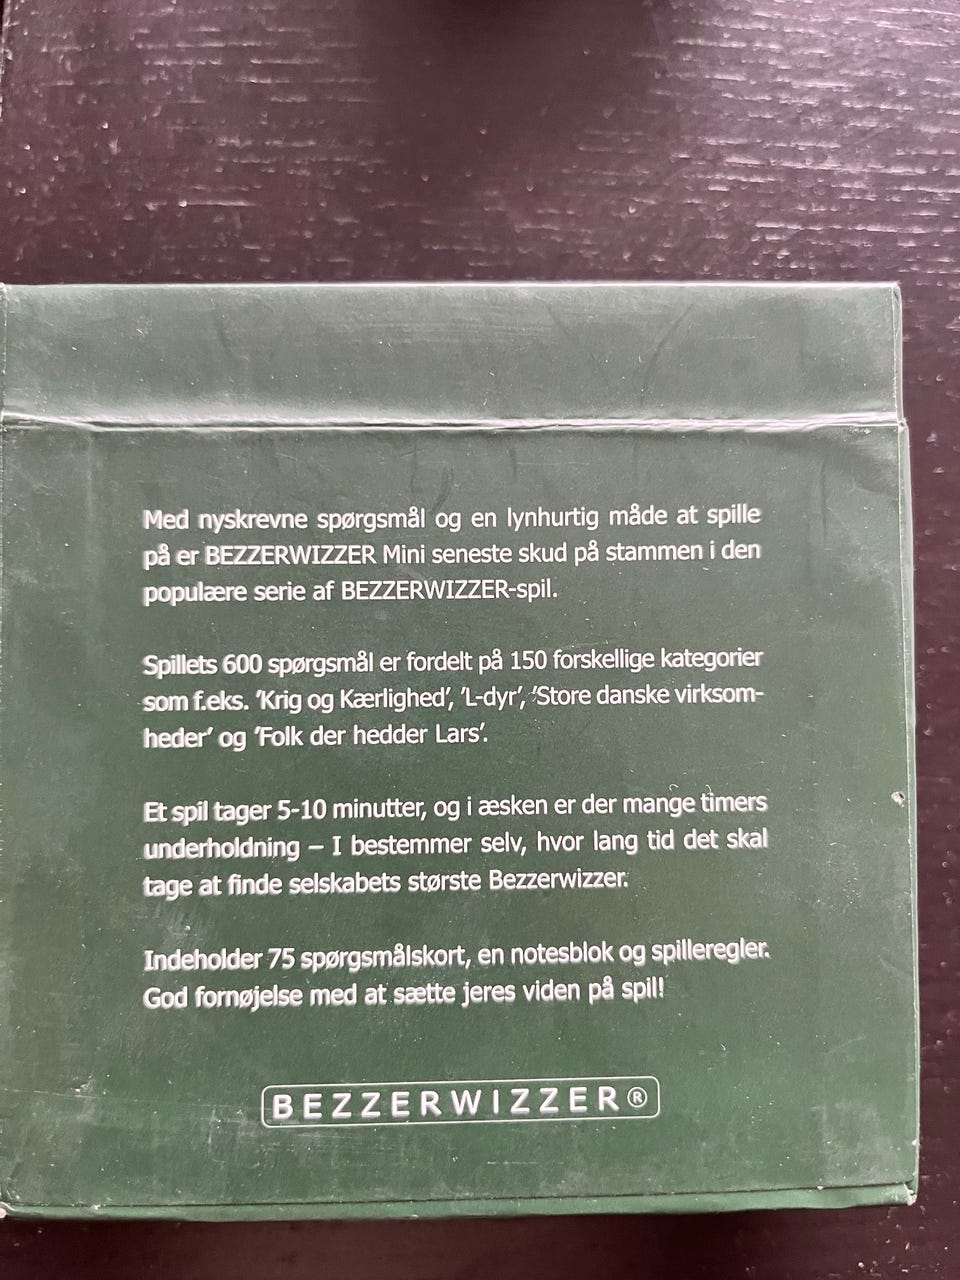 Med nyskrevne spørgsmål og en lynhurtig måde at spille
på er BEZZERWIZZER Mini seneste skud på stammen i den
populære serie af BEZZERWIZZER-spil.
Spillets 600 spørgsmål er fordelt på 150 forskellige kategorier
som f.eks. 'Krig og Kærlighed', 'L-dyr', 'Store danske virksom-
heder' og 'Folk der hedder Lars'.
Et spil tager 5-10 minutter, og i æsken er der mange timers
underholdning – I bestemmer selv, hvor lang tid det skal
tage at finde selskabets største Bezzerwizzer.
Indeholder 75 spørgsmålskort, en notesblok og spilleregler.
God fornøjelse med at sætte jeres viden på spil!
BEZZERWIZZER®